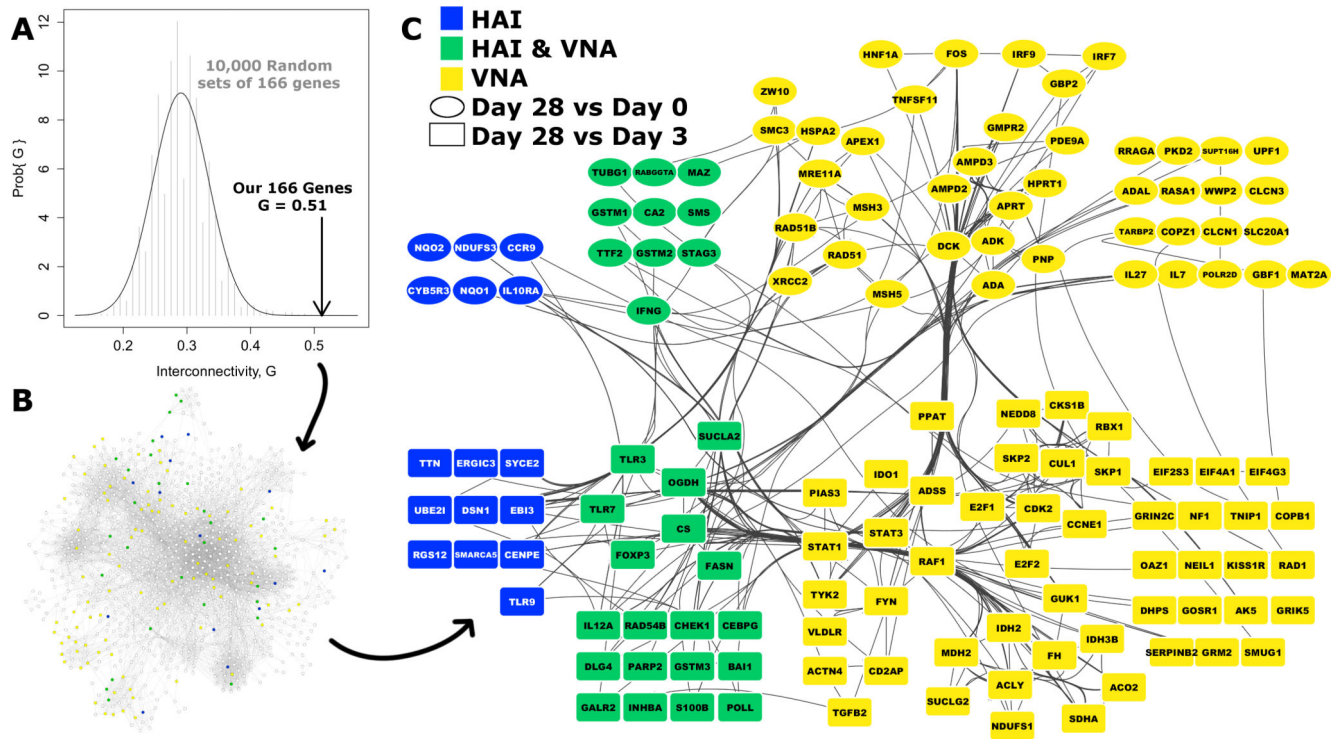 A
12
10
8
6
4
2
0
Prob{ G }
10,000 Random
sets of 166 genes
Our 166 Genes
G = 0.51
0.2 0.3 0.4 0.5
Interconnectivity, G
B
C
HAI
HAI & VNA
VNA
Day 28 vs Day 0
Day 28 vs Day 3
HNF1A FOS IRF9 IRF7
ZW10 TNFSF11 GBP2
SMC3 HSPA2 APEX1 GMPR2 PDE9A
TUBG1 RABGGTA MAZ MRE11A AMPD3
GSTM1 CA2 SMS MSH3 AMPD2 HPRT1
APRT
RAD51B
TTF2 GSTM2 STAG3 RAD51 DCK ADK PNP
XRCC2 MSH5 ADA
IFNG
RRAGA PKD2 SUPT16H UPF1
ADAL RASA1 WWP2 CLCN3
TARBP2 COPZ1 CLCN1 SLC20A1
IL27 IL7 POLR2D GBF1 MAT2A
NQO2 NDUFS3 CCR9
CYB5R3 NQO1 IL10RA
TTN ERGIC3 SYCE2
UBE2I DSN1 EBI3
RGS12 SMARCA5 CENPE
TLR9
SUCLA2
TLR3
OGDH
TLR7
CS
FOXP3
FASN
IL12A RAD54B CHEK1 CEBPG
DLG4 PARP2 GSTM3 BAI1
GALR2 INHBA S100B POLL
PPAT NEDD8 CKS1B
RBX1
SKP2 CUL1 SKP1
IDO1
PIAS3 ADSS
E2F1 CDK2 CCNE1
STAT1 STAT3
RAF1 E2F2
TYK2 FYN GUK1
VLDLR IDH2 IDH3B
MDH2 FH
ACTN4 CD2AP
ACLY ACO2
SUCLG2
TGFB2 NDUFS1 SDHA
EIF2S3 EIF4A1 EIF4G3
GRIN2C NF1 TNIP1 COPB1
OAZ1 NEIL1 KISS1R RAD1
DHPS GOSR1 AK5 GRIK5
SERPINB2 GRM2 SMUG1